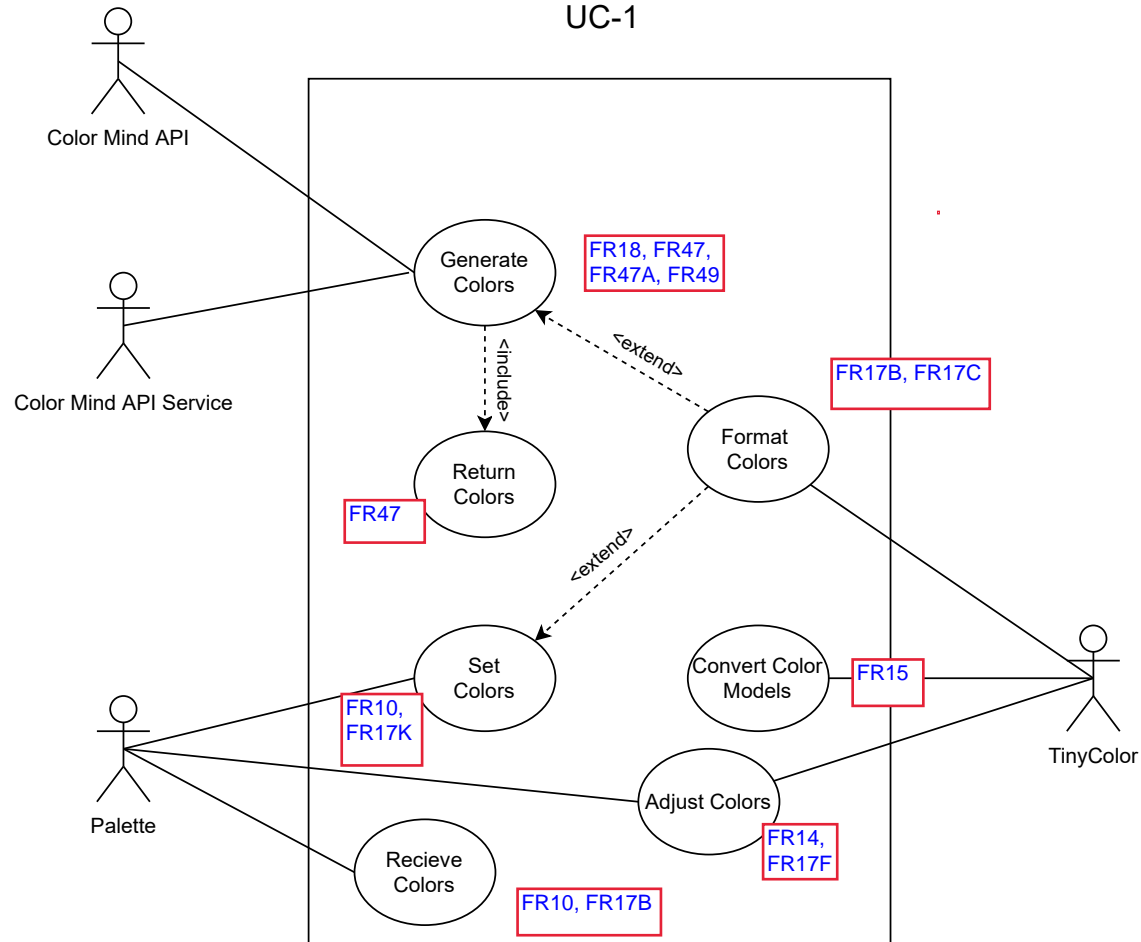 UC-1
Color Mind API
Generate
Colors
FR18, FR47,
FR47A, FR49
<include>
<extend>
Color Mind API Service
FR17B, FR17C
Format
Colors
Return
Colors
FR47
<extend>
Set
Colors
FR10,
FR17K
Convert Color
Models
FR15
TinyColor
Palette
Adjust Colors
FR14,
FR17F
Recieve
Colors
FR10, FR17B